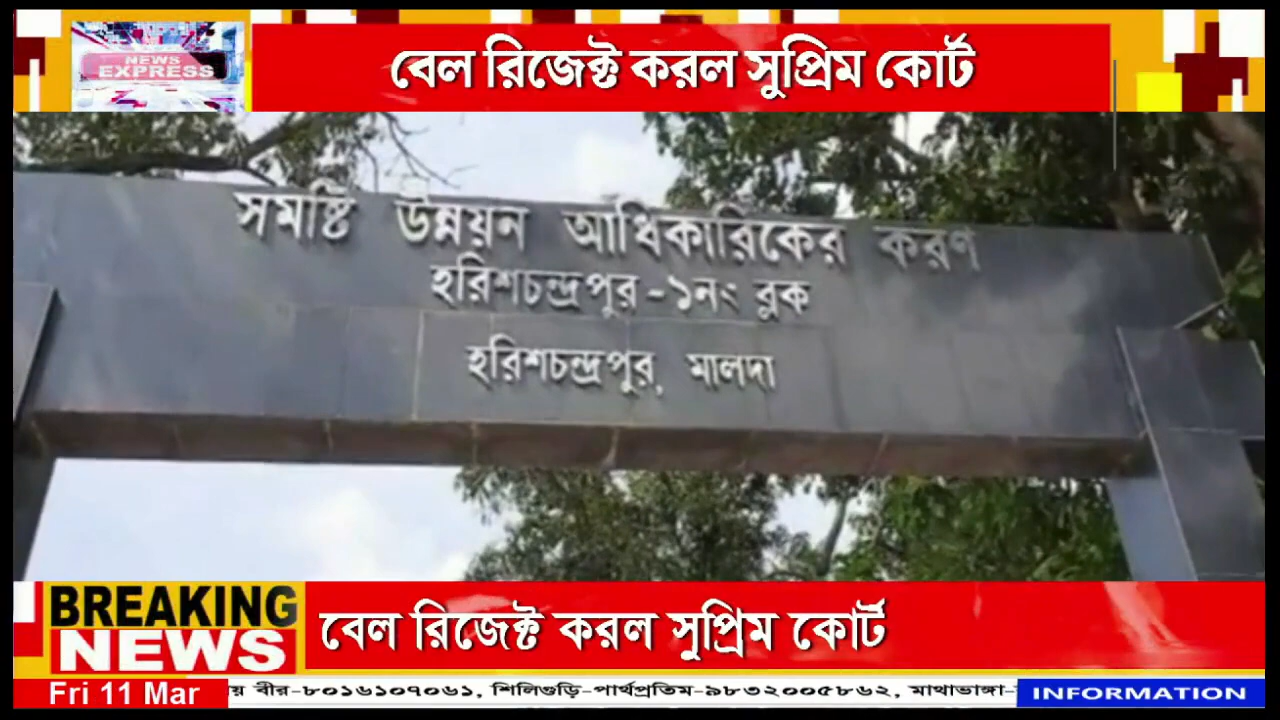 NEWS
EXPRESS
বেল রিজেক্ট করল সুপ্রিম কোর্ট
সমষ্টি উন্নয়ন আধিকারিকের করণ
হরিশচন্দ্রপুর-১নং ব্লক
হরিশচন্দ্রপুর, মালদা
BREAKING
NEWS
বেল রিজেক্ট করল সুপ্রিম কোর্ট
Fri 11 Mar
বীর-৮০১৬১০৭০৬১, শিলিগুড়ি-পার্থপ্রতিম-৯৮৩২০০৫৮৬২, মাথাভাঙ্গা-
INFORMATION